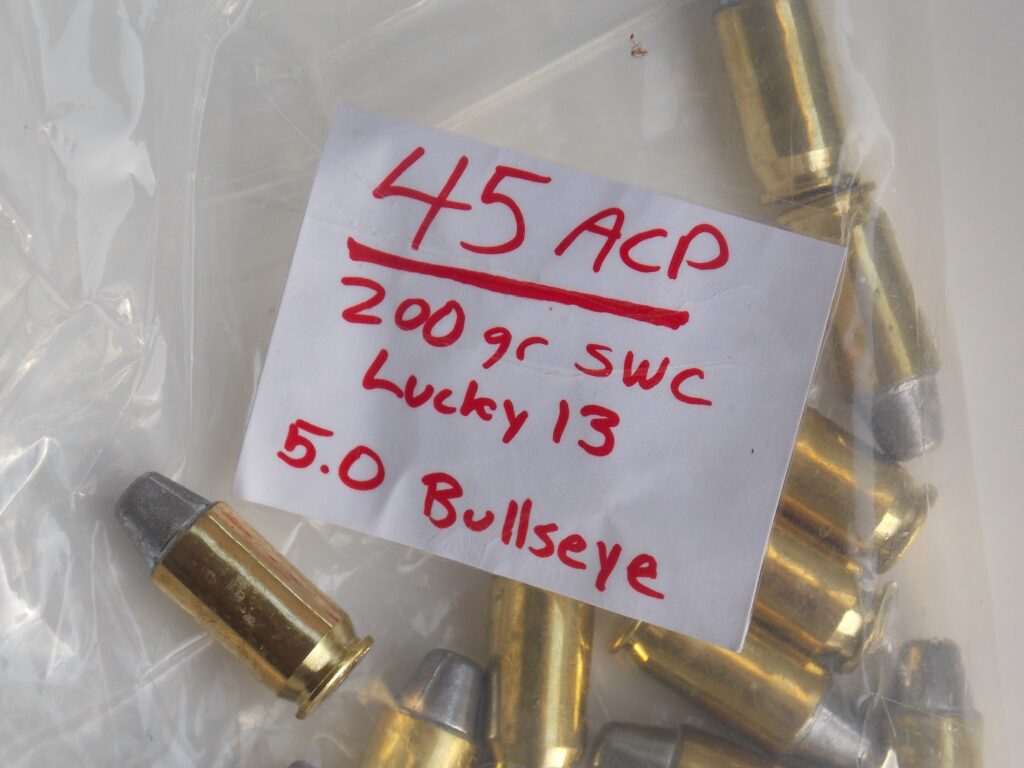 45 ACP
200 gr SWC
Lucky 13
5.0 Bullseye